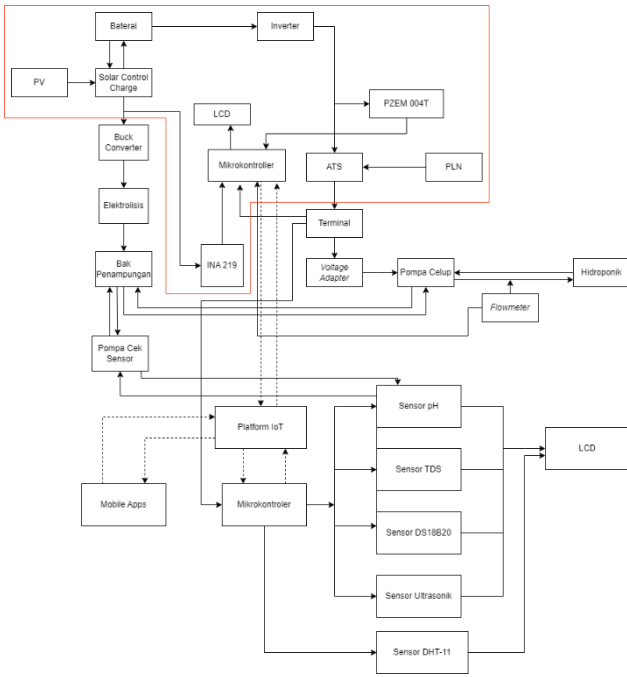 Baterai
Inverter
PV
Solar Control
Charge
PZEM 004T
LCD
Buck
Converter
Mikrokontroller
ATS
PLN
Elektrolisis
Terminal
Bak
Penampungan
INA 219
Voltage
Adapter
Pompa Celup
Hidroponik
Flowmeter
Pompa Cek
Sensor
Sensor pH
Platform IoT
LCD
Sensor TDS
Mobile Apps
Mikrokontroler
Sensor DS18B20
Sensor Ultrasonik
Sensor DHT-11